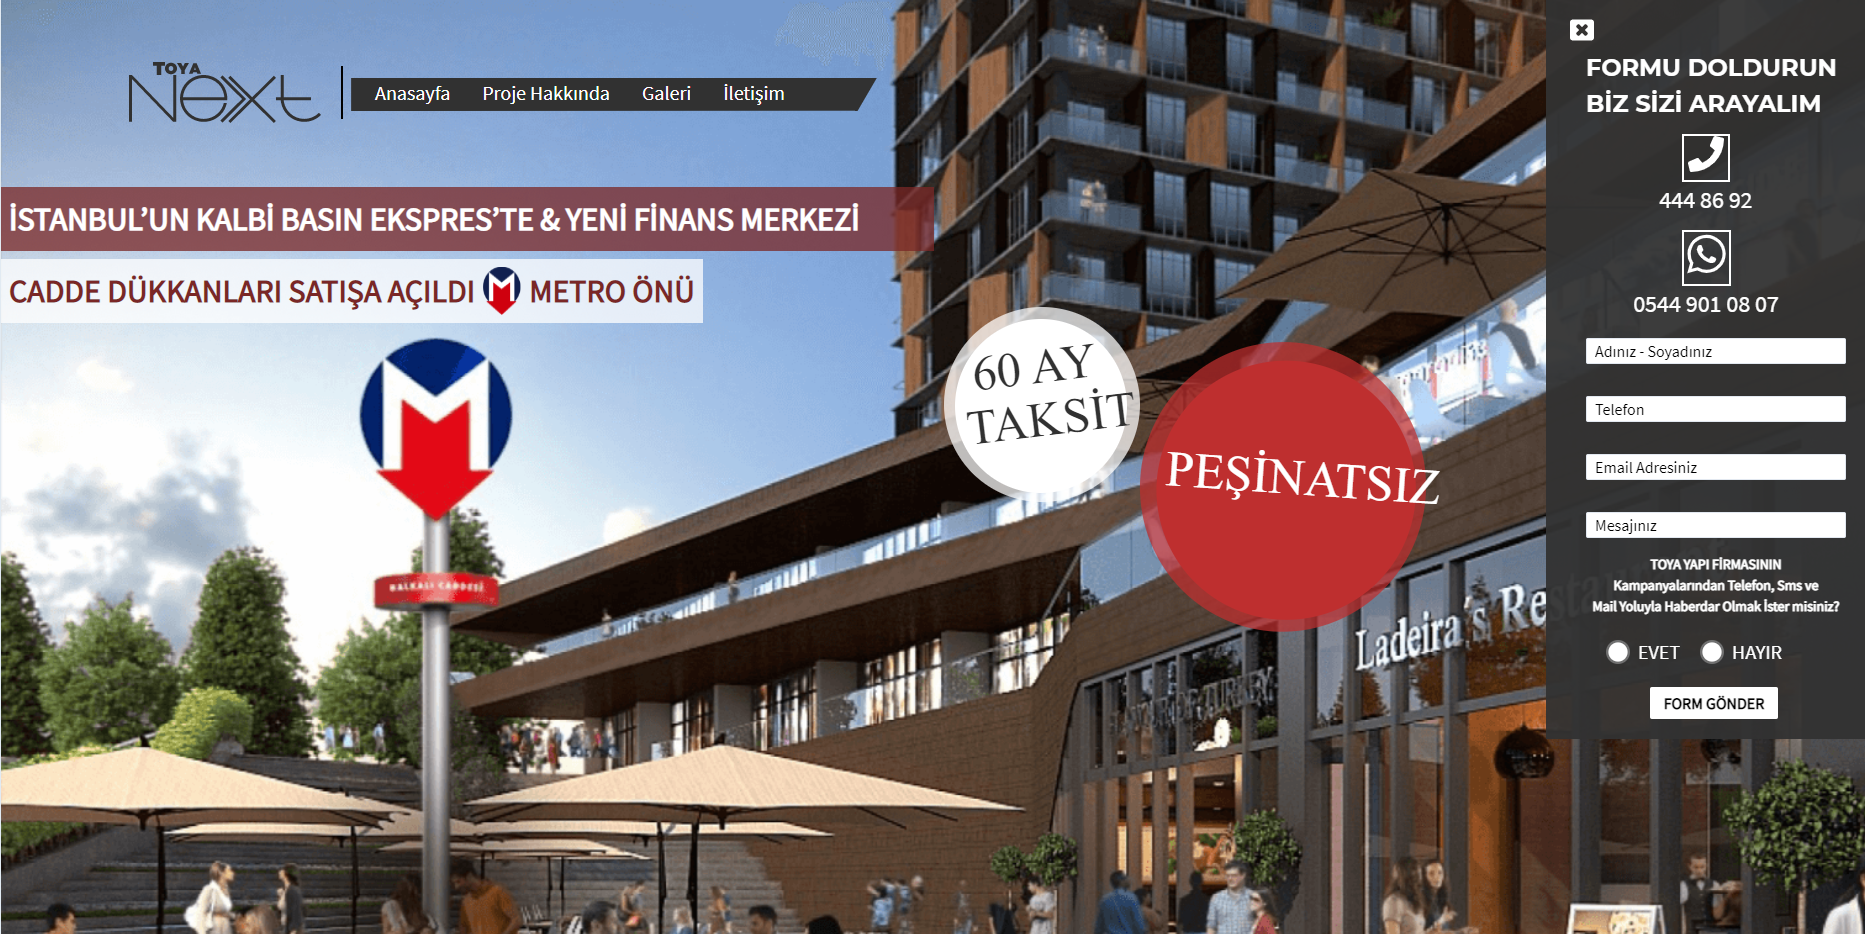 TOYA
Next
Anasayfa
Proje Hakkında
Galeri
İletişim
İSTANBUL’UN KALBİ BASIN EKSPRES’TE & YENİ FİNANS MERKEZİ
CADDE DÜKKANLARI SATIŞA AÇILDI M METRO ÖNÜ
M
HALKALI CADDESİ
60 AY
TAKSİT
PEŞİNATSIZ
Ladeira´s Restaurant
FORMU DOLDURUN
BİZ SİZİ ARAYALIM
444 86 92
0544 901 08 07
Adınız - Soyadınız
Telefon
Email Adresiniz
Mesajınız
TOYA YAPI FİRMASININ
Kampanyalarından Telefon, Sms ve
Mail Yoluyla Haberdar Olmak İster misiniz?
EVET
HAYIR
FORM GÖNDER